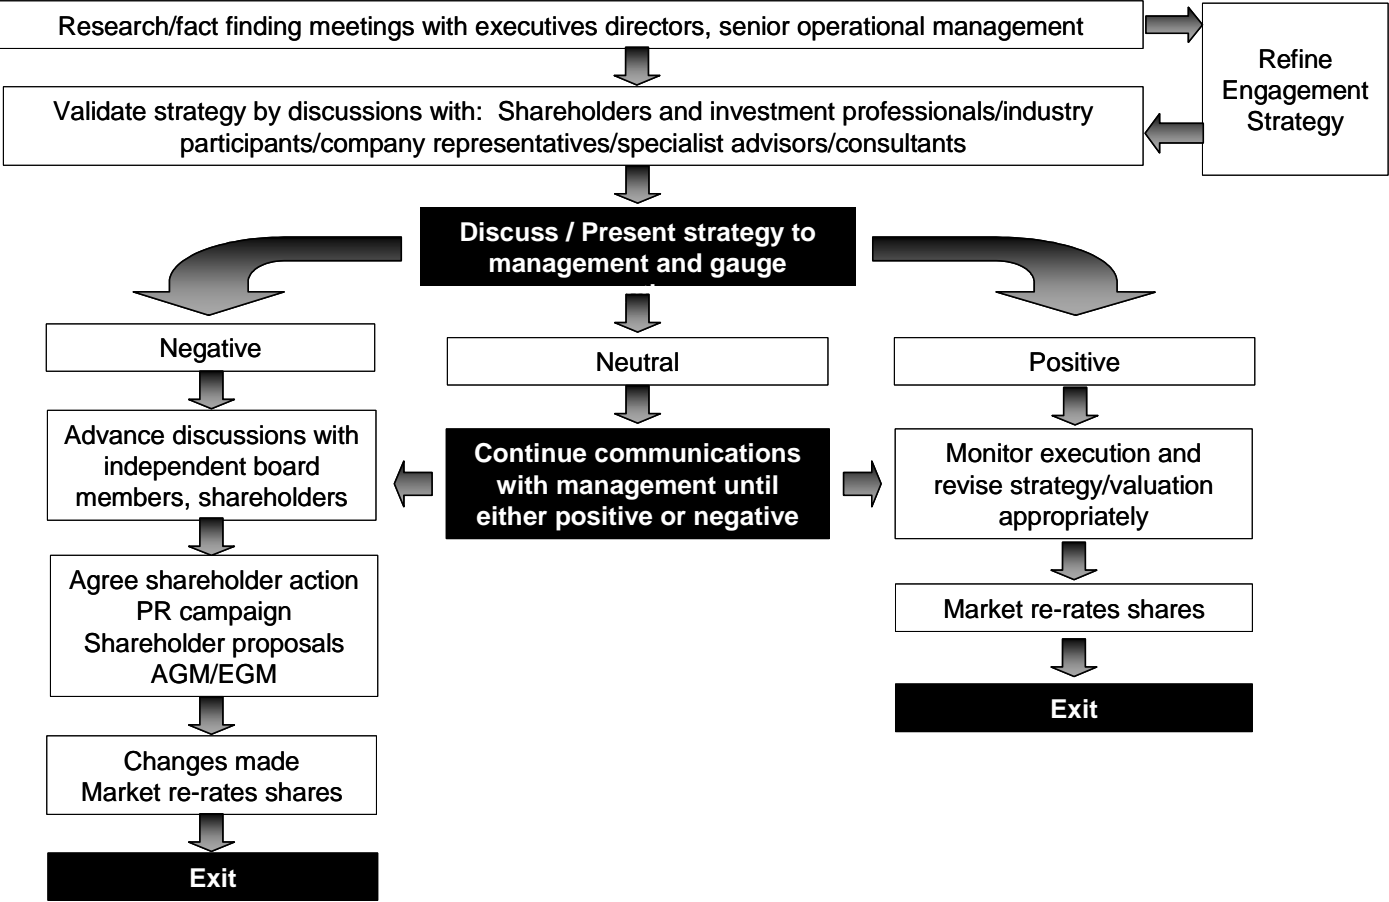 Research/fact finding meetings with executives directors, senior operational management
Refine
Engagement
Strategy
Validate strategy by discussions with: Shareholders and investment professionals/industry
participants/company representatives/specialist advisors/consultants
Discuss / Present strategy to
management and gauge
Negative
Neutral
Positive
Advance discussions with
independent board
members, shareholders
Continue communications
with management until
either positive or negative
Monitor execution and
revise strategy/valuation
appropriately
Agree shareholder action
PR campaign
Shareholder proposals
AGM/EGM
Market re-rates shares
Exit
Changes made
Market re-rates shares
Exit